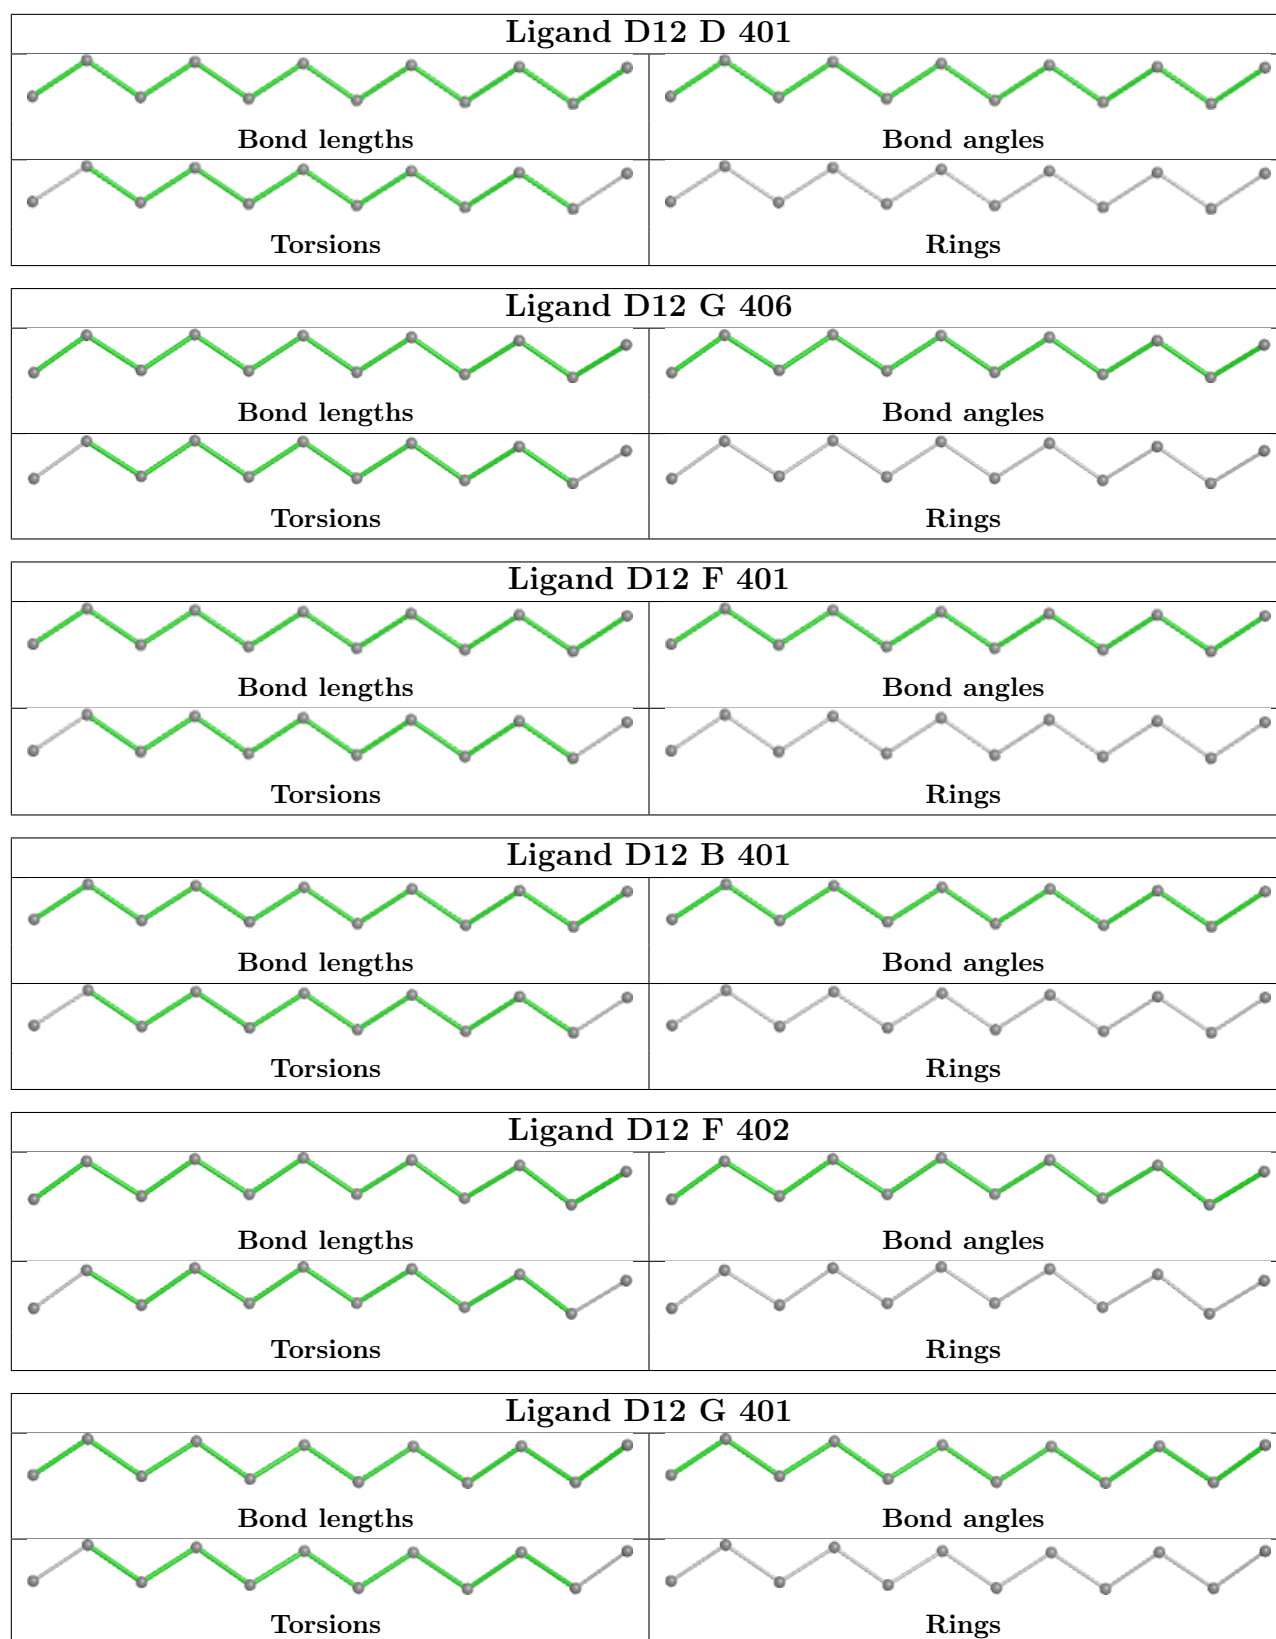 Ligand D12 D 401
Bond lengths Bond angles
Torsions Rings
Ligand D12 G 406
Bond lengths Bond angles
Torsions Rings
Ligand D12 F 401
Bond lengths Bond angles
Torsions Rings
Ligand D12 B 401
Bond lengths Bond angles
Torsions Rings
Ligand D12 F 402
Bond lengths Bond angles
Torsions Rings
Ligand D12 G 401
Bond lengths Bond angles
Torsions Rings